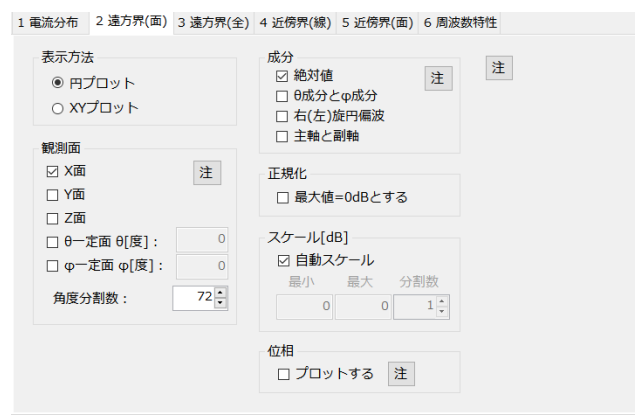 1 電流分布 2 遠方界(面) 3 遠方界(全) 4 近傍界(線) 5 近傍界(面) 6 周波数特性
表示方法
円プロット
XYプロット
観測面
X面 注
Y面
Z面
θ一定面 θ[度]： 0
φ一定面 φ[度]： 0
角度分割数： 72
成分
絶対値 注
θ成分とφ成分
右(左)旋円偏波
主軸と副軸
正規化
最大値=0dBとする
スケール[dB]
自動スケール
最小 最大 分割数
0 0 1
位相
プロットする 注
注